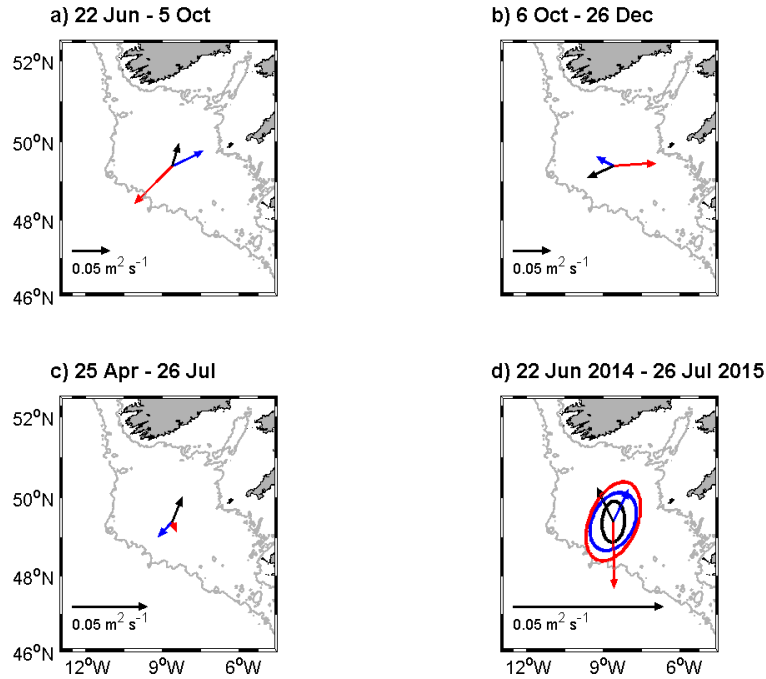 a) 22 Jun - 5 Oct
b) 6 Oct - 26 Dec
52°N
50°N
48°N
46°N
0.05 m² s⁻¹
0.05 m² s⁻¹
c) 25 Apr - 26 Jul
d) 22 Jun 2014 - 26 Jul 2015
52°N
50°N
48°N
46°N
0.05 m² s⁻¹
0.05 m² s⁻¹
12°W 9°W 6°W
12°W 9°W 6°W